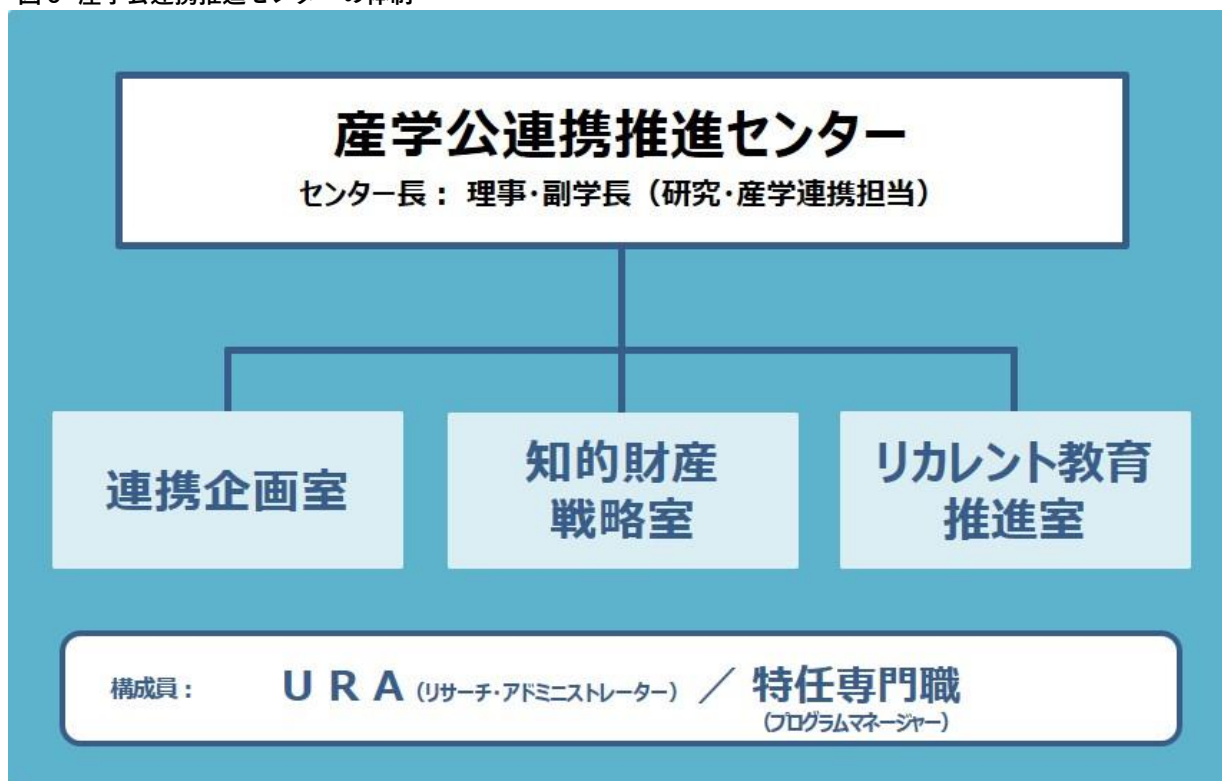 産学公連携推進センター
センター長： 理事・副学長（研究・産学連携担当）
連携企画室
知的財産
戦略室
リカレント教育
推進室
構成員： ＵＲＡ（リサーチ・アドミニストレーター） ／ 特任専門職
（プログラムマネージャー）